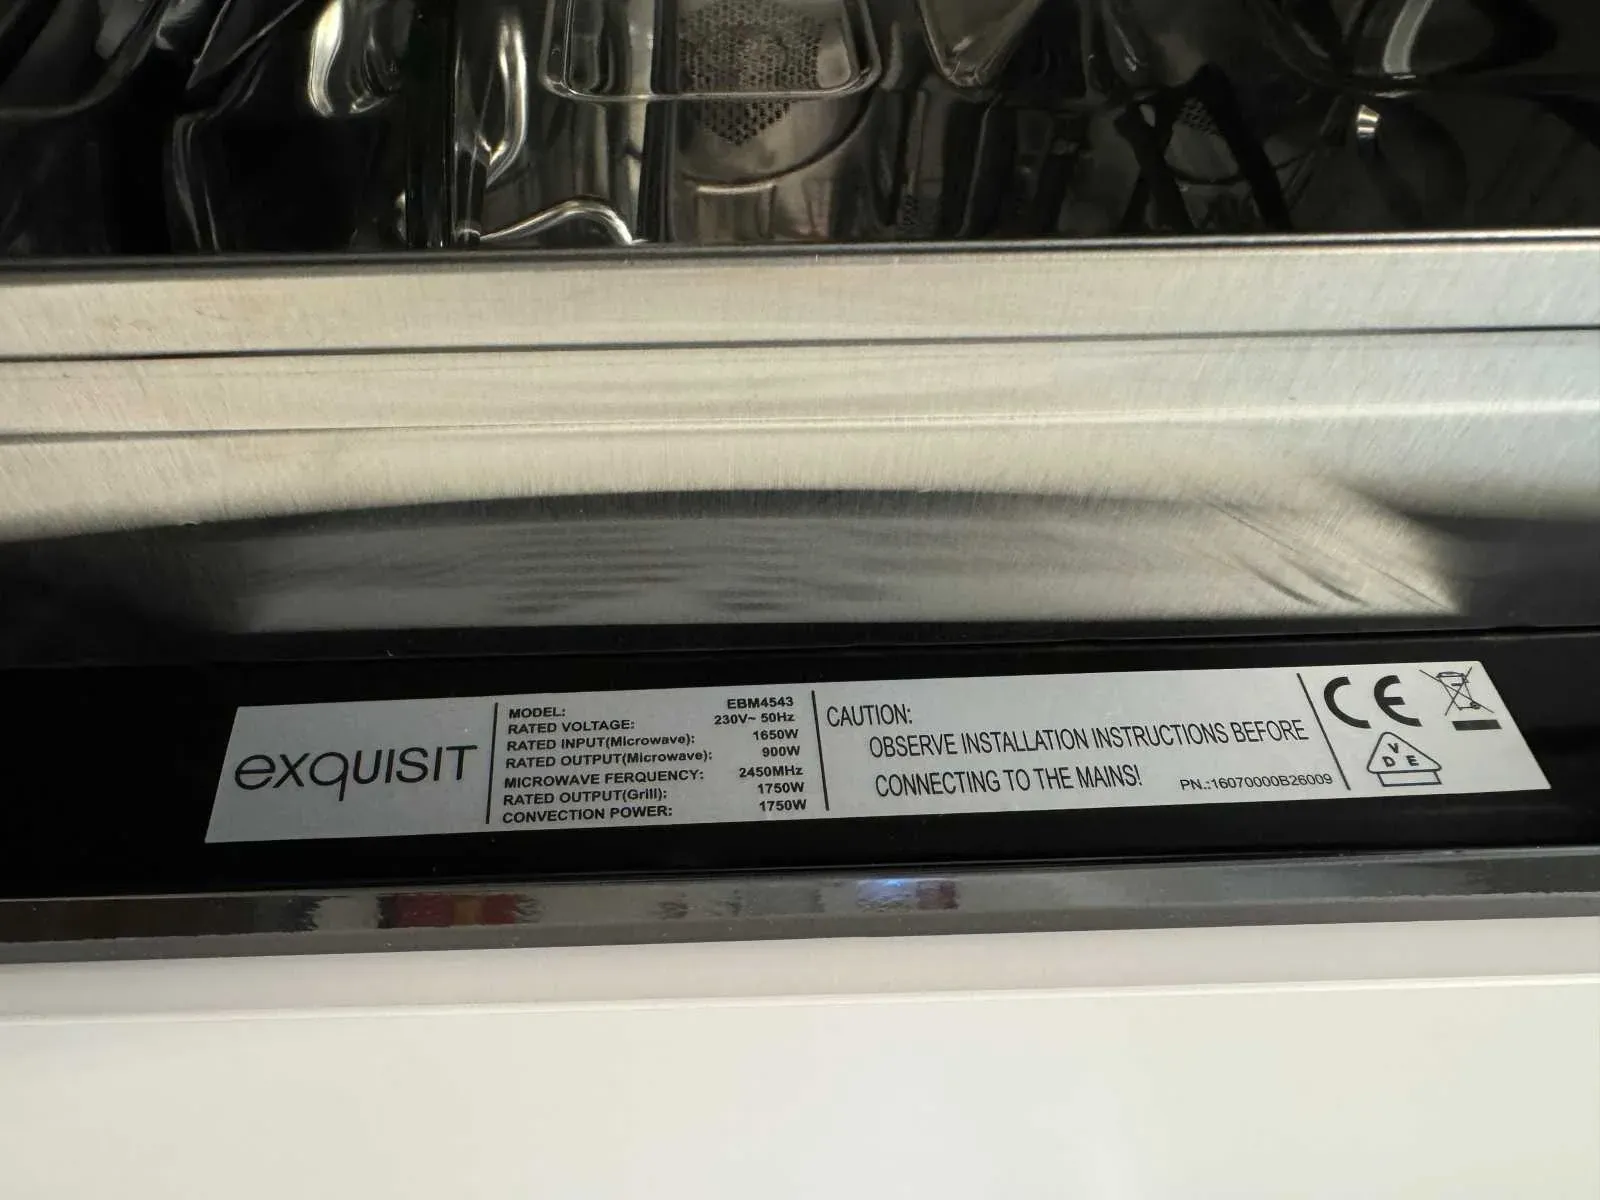 exquisit
MODEL: EBM4543
RATED VOLTAGE: 230V~ 50Hz
RATED INPUT(Microwave): 1650W
RATED OUTPUT(Microwave): 900W
MICROWAVE FERQUENCY: 2450MHz
RATED OUTPUT(Grill): 1750W
CONVECTION POWER: 1750W
CAUTION:
OBSERVE INSTALLATION INSTRUCTIONS BEFORE
CONNECTING TO THE MAINS!
PN.:16070000B26009
CE
VDE